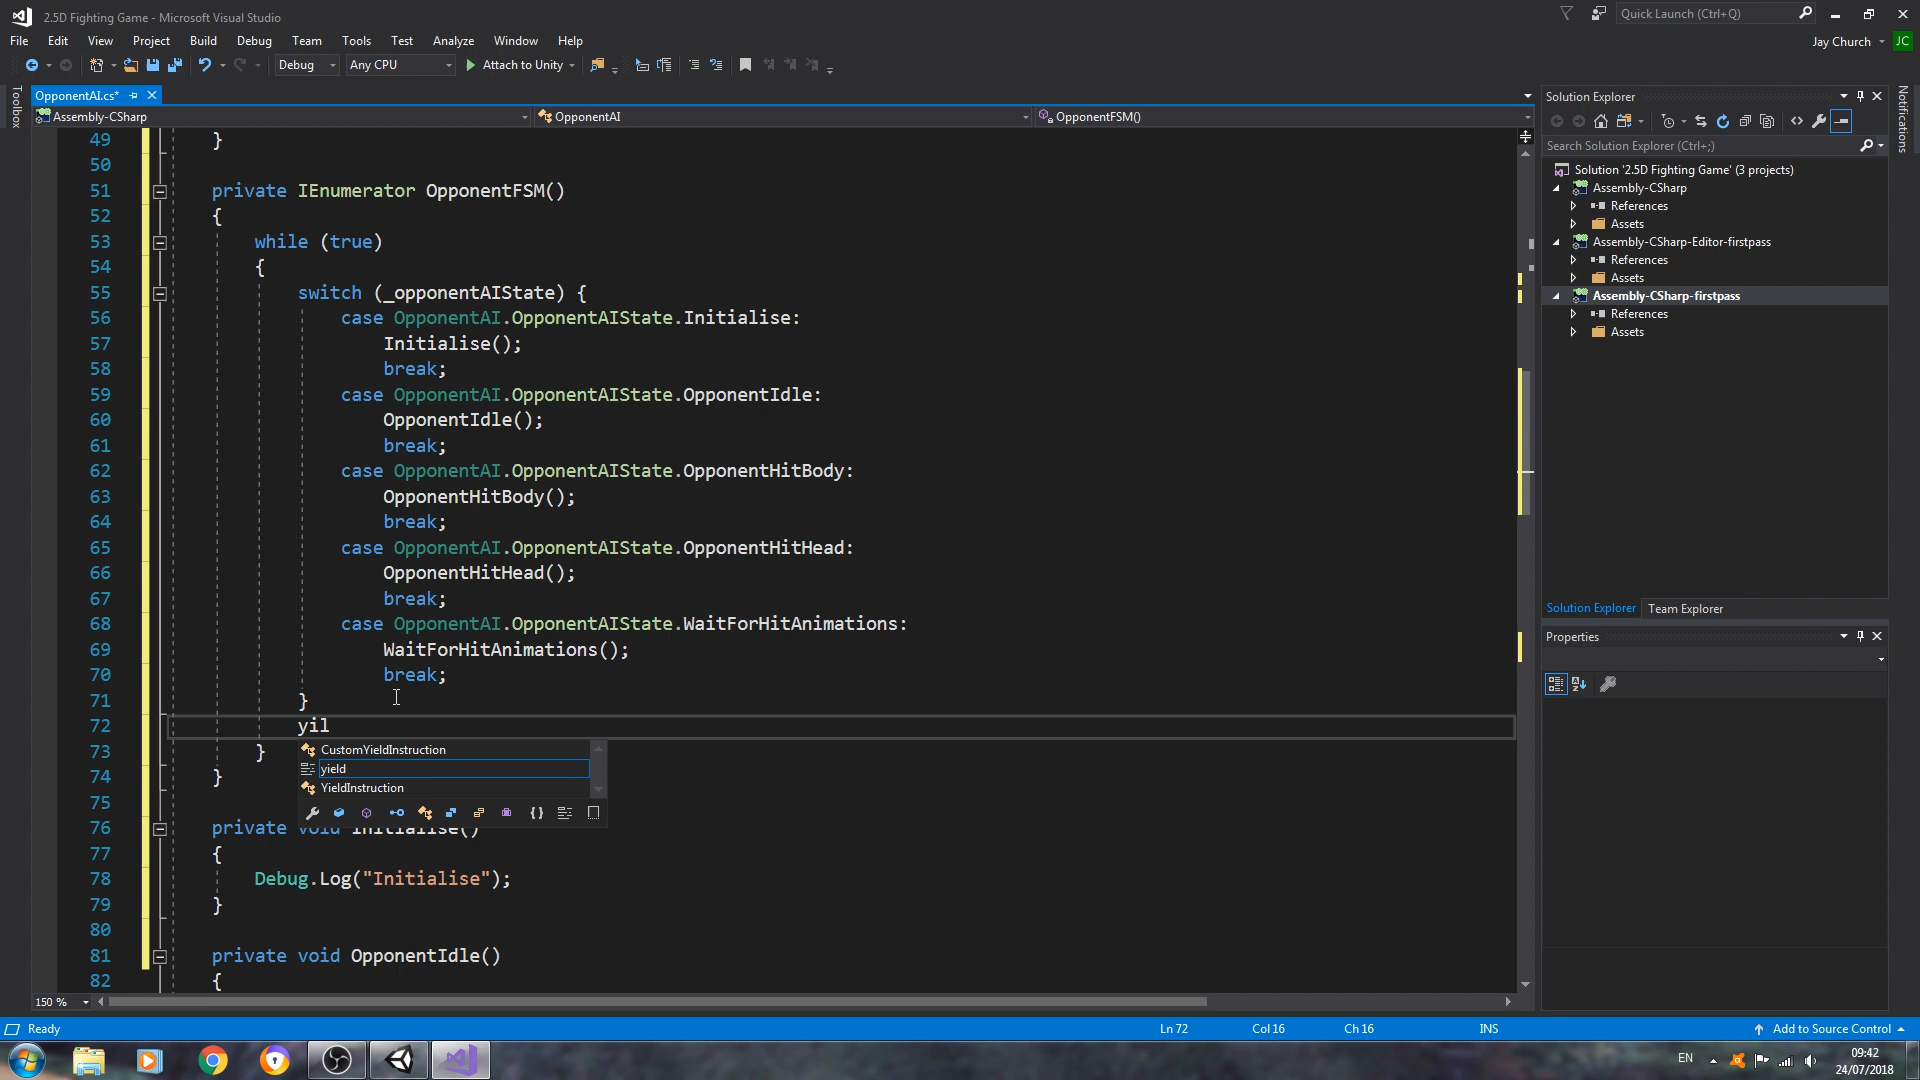 2.5D Fighting Game - Microsoft Visual Studio
Quick Launch (Ctrl+Q)
File Edit View Project Build Debug Team Tools Test Analyze Window Help
Jay Church JC
Debug Any CPU Attach to Unity
Toolbox
OpponentAI.cs*
Assembly-CSharp OpponentAI OpponentFSM()
49 }
50
51 private IEnumerator OpponentFSM()
52 {
53 while (true)
54 {
55 switch (_opponentAIState) {
56 case OpponentAI.OpponentAIState.Initialise:
57 Initialise();
58 break;
59 case OpponentAI.OpponentAIState.OpponentIdle:
60 OpponentIdle();
61 break;
62 case OpponentAI.OpponentAIState.OpponentHitBody:
63 OpponentHitBody();
64 break;
65 case OpponentAI.OpponentAIState.OpponentHitHead:
66 OpponentHitHead();
67 break;
68 case OpponentAI.OpponentAIState.WaitForHitAnimations:
69 WaitForHitAnimations();
70 break;
71 }
72 yil
73 }
74 }
75
76 private void Initialise()
77 {
78 Debug.Log("Initialise");
79 }
80
81 private void OpponentIdle()
82 {
CustomYieldInstruction
yield
YieldInstruction
150 %
Solution Explorer
Search Solution Explorer (Ctrl+;)
Solution '2.5D Fighting Game' (3 projects)
Assembly-CSharp
References
Assets
Assembly-CSharp-Editor-firstpass
References
Assets
Assembly-CSharp-firstpass
References
Assets
Solution Explorer Team Explorer
Properties
Notifications
Ready Ln 72 Col 16 Ch 16 INS Add to Source Control
EN 09:42
24/07/2018